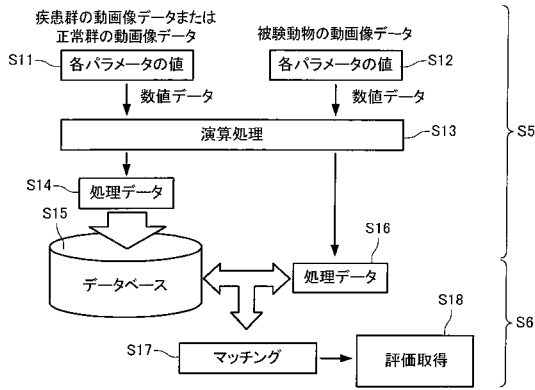 疾患群の動画像データまたは
正常群の動画像データ
被験動物の動画像データ
S11
各パラメータの値
各パラメータの値
S12
数値データ
数値データ
演算処理
S13
S5
S14
処理データ
S15
S16
データベース
処理データ
S18
S6
S17
マッチング
評価取得